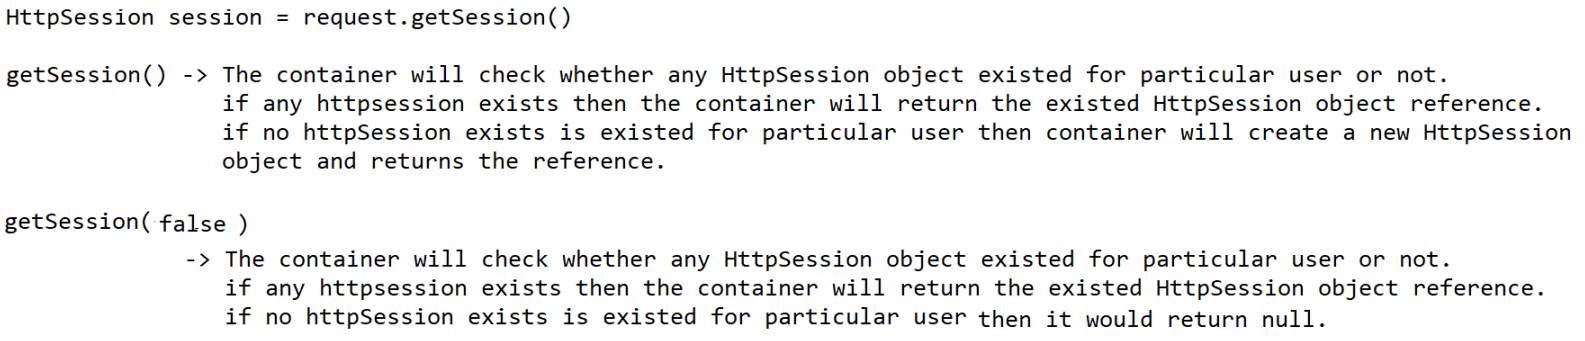 HttpSession session = request.getSession()
getSession() -> The container will check whether any HttpSession object existed for particular user or not.
if any httpsession exists then the container will return the existed HttpSession object reference.
if no httpSession exists is existed for particular user then container will create a new HttpSession
object and returns the reference.
getSession( false )
-> The container will check whether any HttpSession object existed for particular user or not.
if any httpsession exists then the container will return the existed HttpSession object reference.
if no httpSession exists is existed for particular user then it would return null.